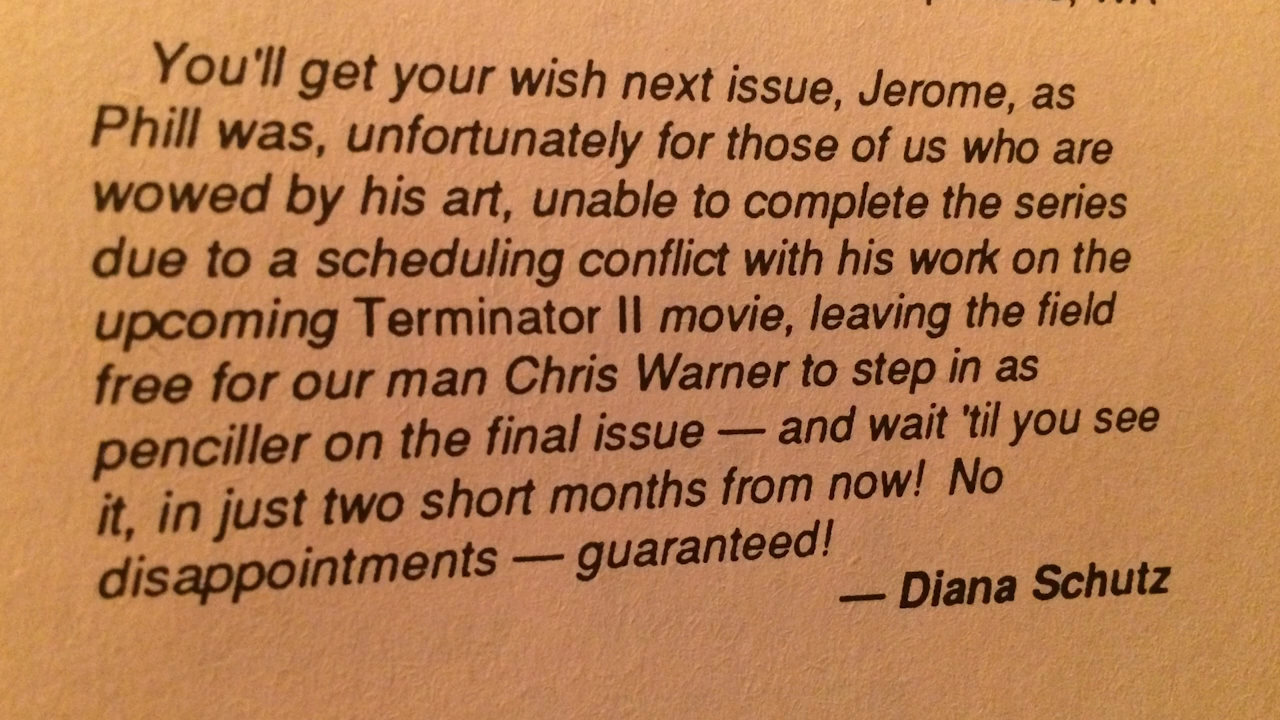 You'll get your wish next issue, Jerome, as
Phill was, unfortunately for those of us who are
wowed by his art, unable to complete the series
due to a scheduling conflict with his work on the
upcoming Terminator II movie, leaving the field
free for our man Chris Warner to step in as
penciller on the final issue — and wait 'til you see
it, in just two short months from now! No
disappointments — guaranteed!
— Diana Schutz